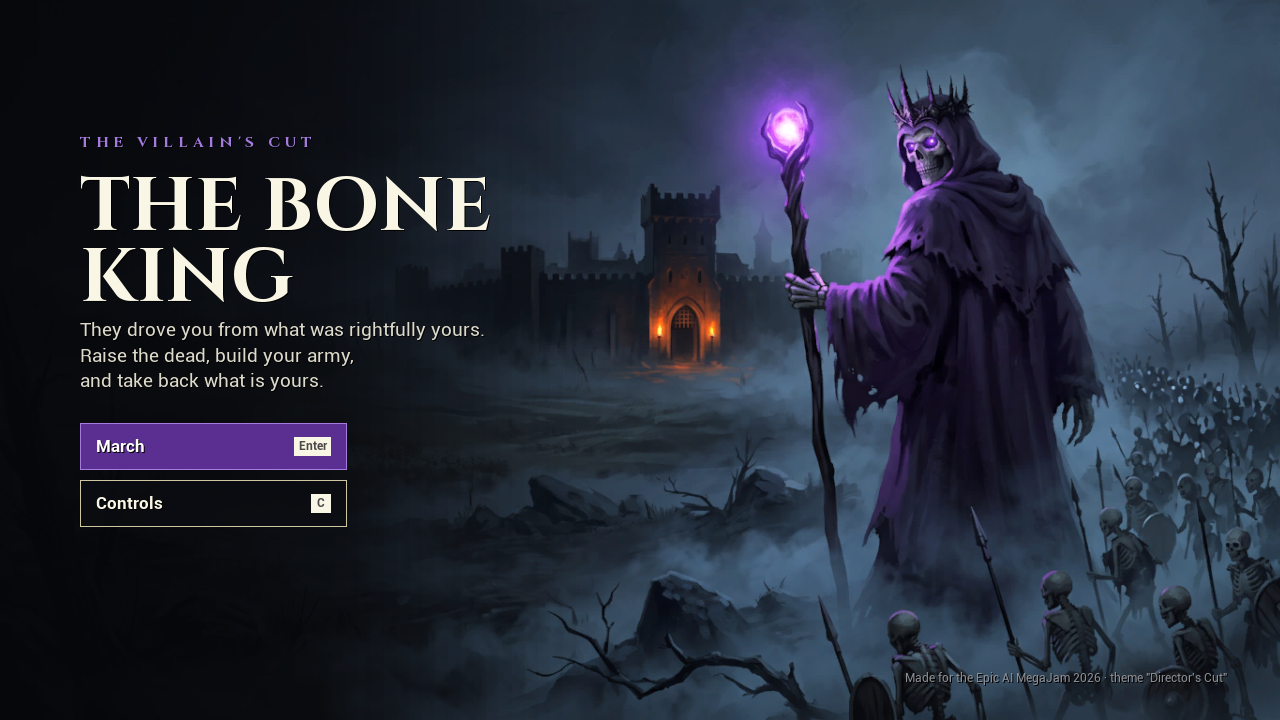 THE VILLAIN'S CUT
THE BONE
KING
They drove you from what was rightfully yours.
Raise the dead, build your army,
and take back what is yours.
March Enter
Controls C
Made for the Epic AI MegaJam 2026 - theme "Director's Cut"